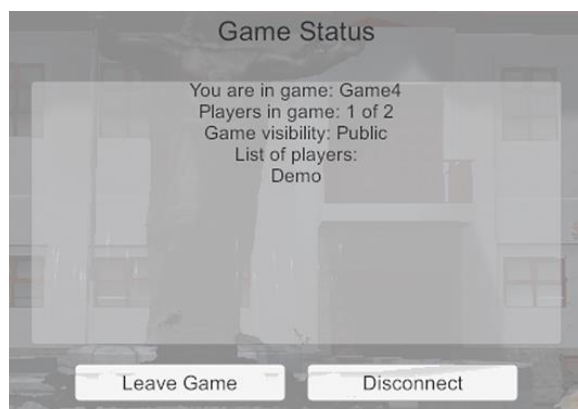 Game Status
You are in game: Game4
Players in game: 1 of 2
Game visibility: Public
List of players:
Demo
Leave Game
Disconnect